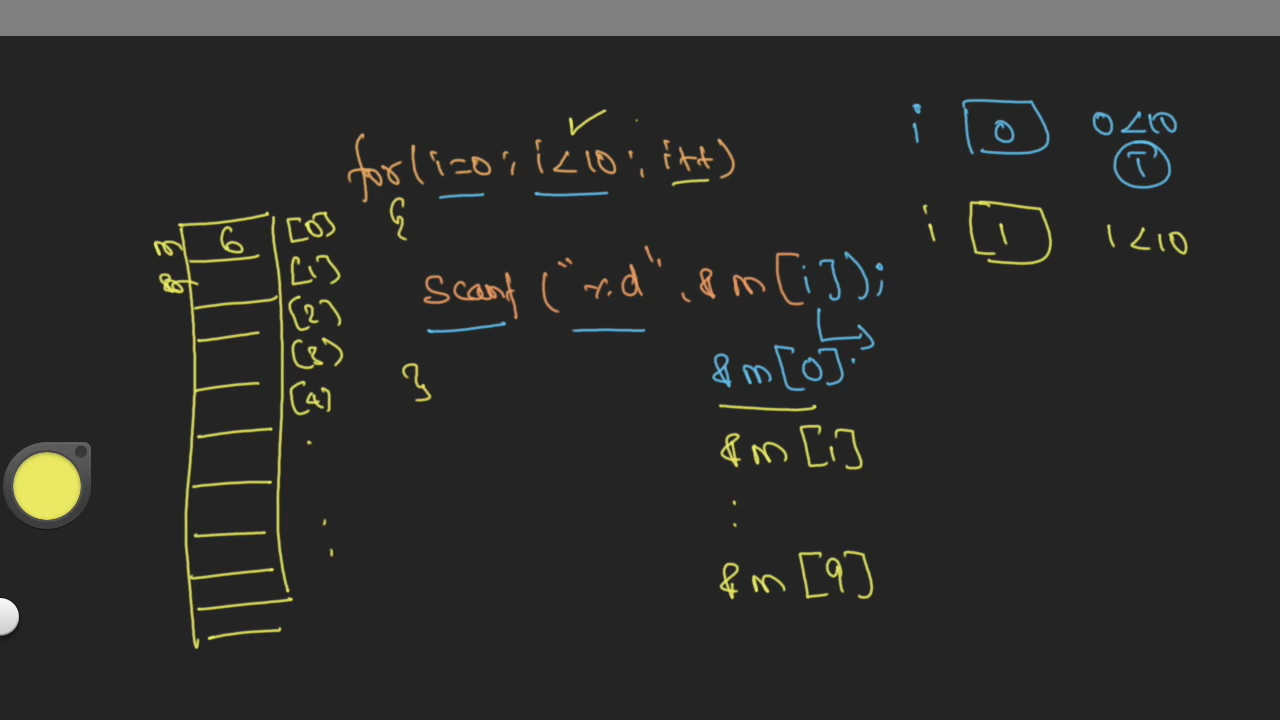 for(i=0; i<10; i++)
{
scanf("%d", &m[i]);
}
&m[0]
&m[1]
:
&m[9]
i 0 0<10
T
i 1 1<10
m 6 [0]
[1]
[2]
[3]
[4]